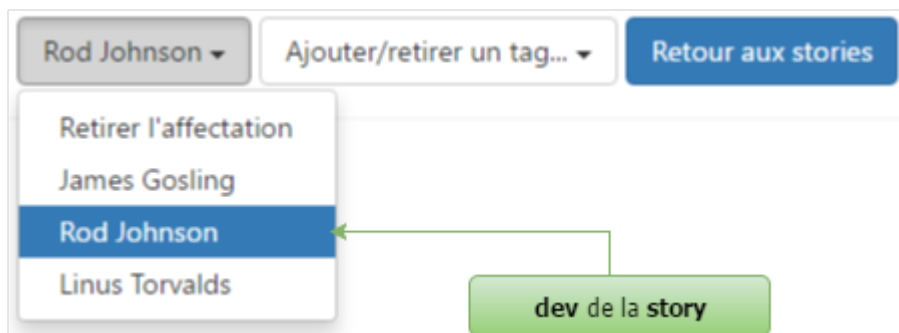 Rod Johnson
Ajouter/retirer un tag...
Retour aux stories
Retirer l'affectation
James Gosling
Rod Johnson
Linus Torvalds
dev de la story